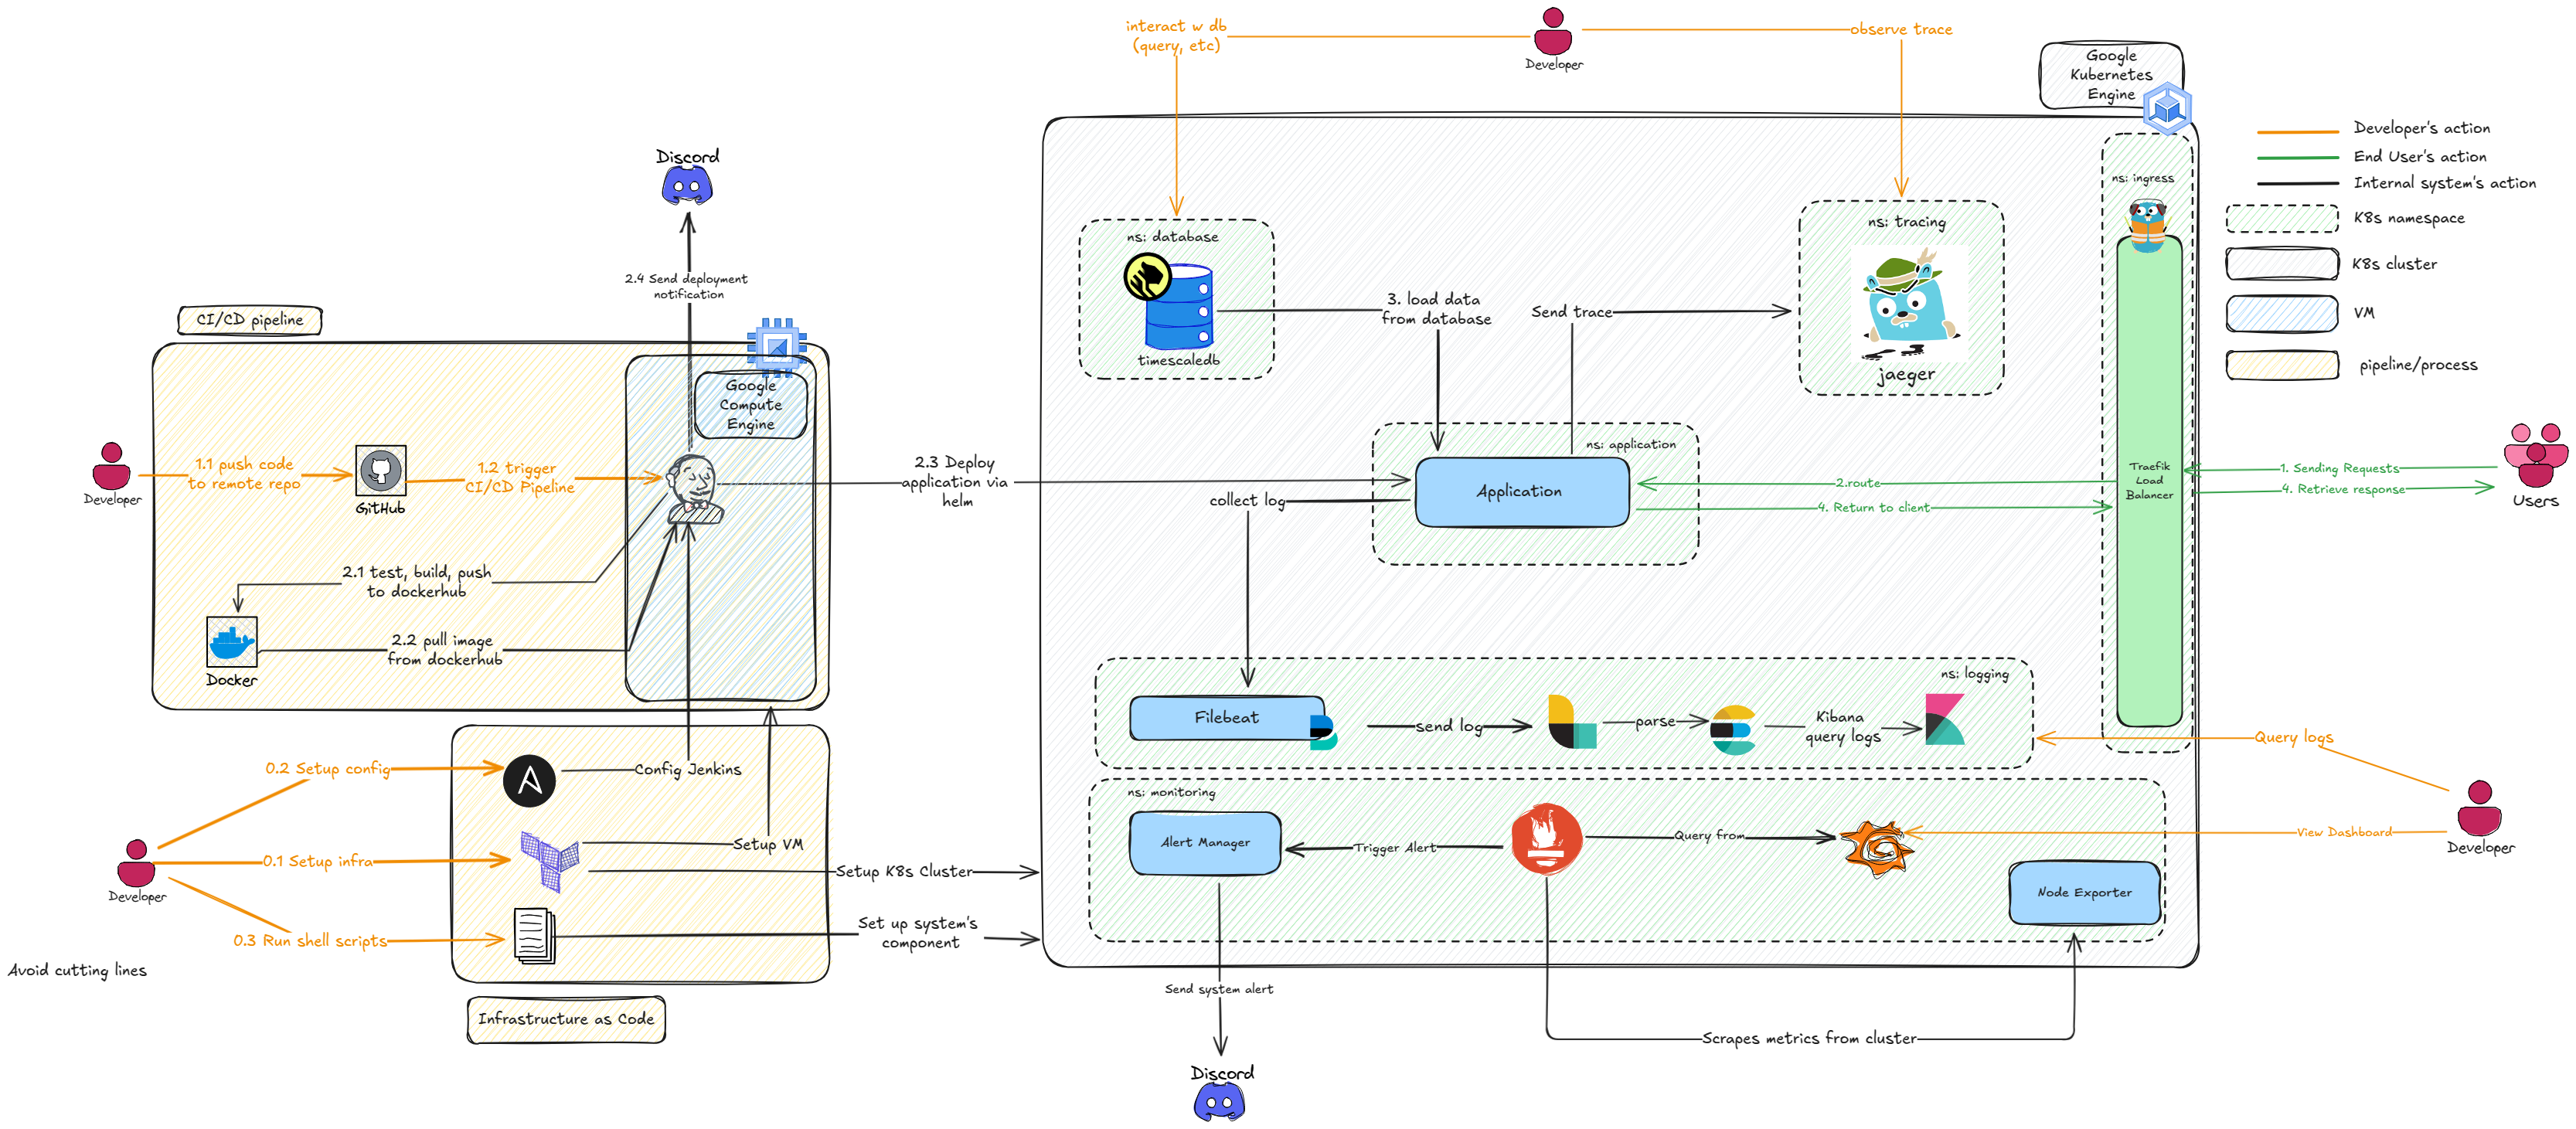 interact w db
(query, etc)
Developer
observe trace
Google
Kubernetes
Engine
Developer's action
End User's action
Internal system's action
K8s namespace
K8s cluster
VM
pipeline/process
Discord
2.4 Send deployment
notification
CI/CD pipeline
Google
Compute
Engine
1.1 push code
to remote repo
Developer
GitHub
1.2 trigger
CI/CD Pipeline
2.1 test, build, push
to dockerhub
2.2 pull image
from dockerhub
Docker
2.3 Deploy
application via
helm
ns: database
timescaledb
3. load data
from database
Send trace
ns: tracing
jaeger
ns: ingress
Traefik
Load
Balancer
ns: application
Application
collect log
2.route
4. Return to client
1. Sending Requests
4. Retrieve response
Users
ns: logging
Filebeat
send log
parse
Kibana
query logs
Query logs
ns: monitoring
Alert Manager
Trigger Alert
Query from
View Dashboard
Developer
Node Exporter
0.2 Setup config
Config Jenkins
0.1 Setup infra
Setup VM
Developer
Setup K8s Cluster
0.3 Run shell scripts
Set up system's
component
Avoid cutting lines
Infrastructure as Code
Send system alert
Scrapes metrics from cluster
Discord